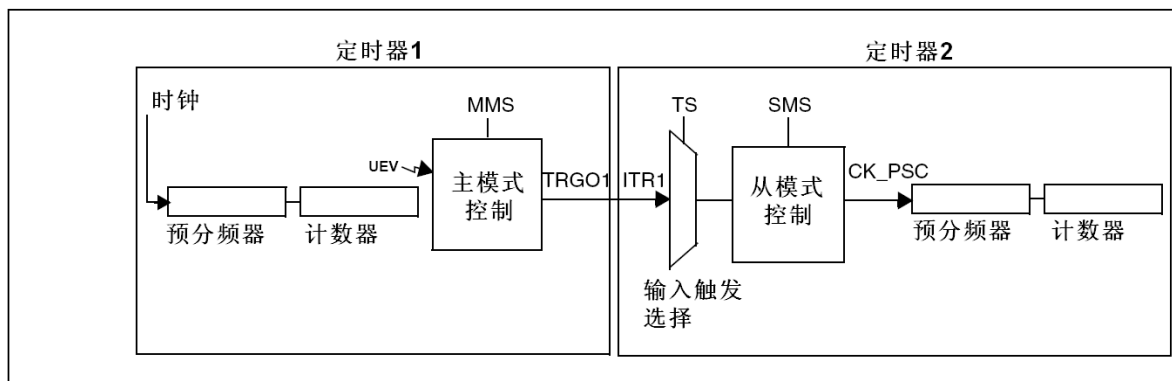 定时器1
定时器2
时钟
MMS
TS
SMS
UEV
主模式
控制
TRGO1
ITR1
从模式
控制
CK_PSC
预分频器
计数器
预分频器
计数器
输入触发
选择